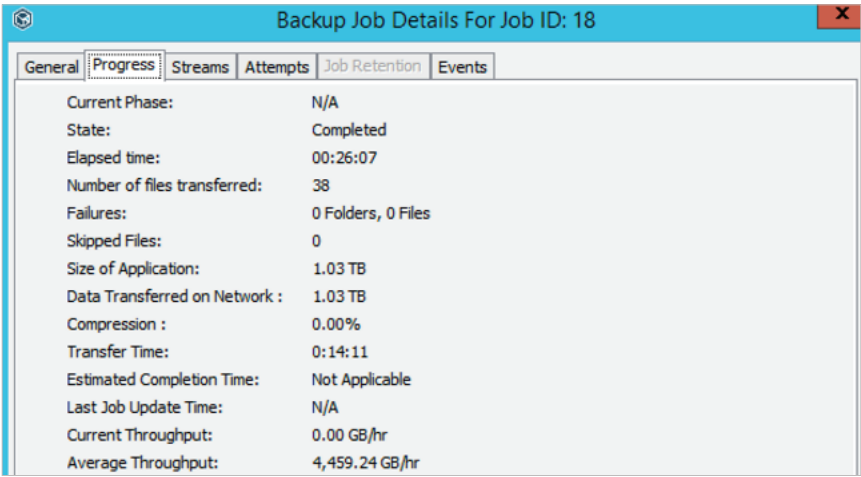 Backup Job Details For Job ID: 18
x
General Progress Streams Attempts Job Retention Events
Current Phase: N/A
State: Completed
Elapsed time: 00:26:07
Number of files transferred: 38
Failures: 0 Folders, 0 Files
Skipped Files: 0
Size of Application: 1.03 TB
Data Transferred on Network : 1.03 TB
Compression : 0.00%
Transfer Time: 0:14:11
Estimated Completion Time: Not Applicable
Last Job Update Time: N/A
Current Throughput: 0.00 GB/hr
Average Throughput: 4,459.24 GB/hr